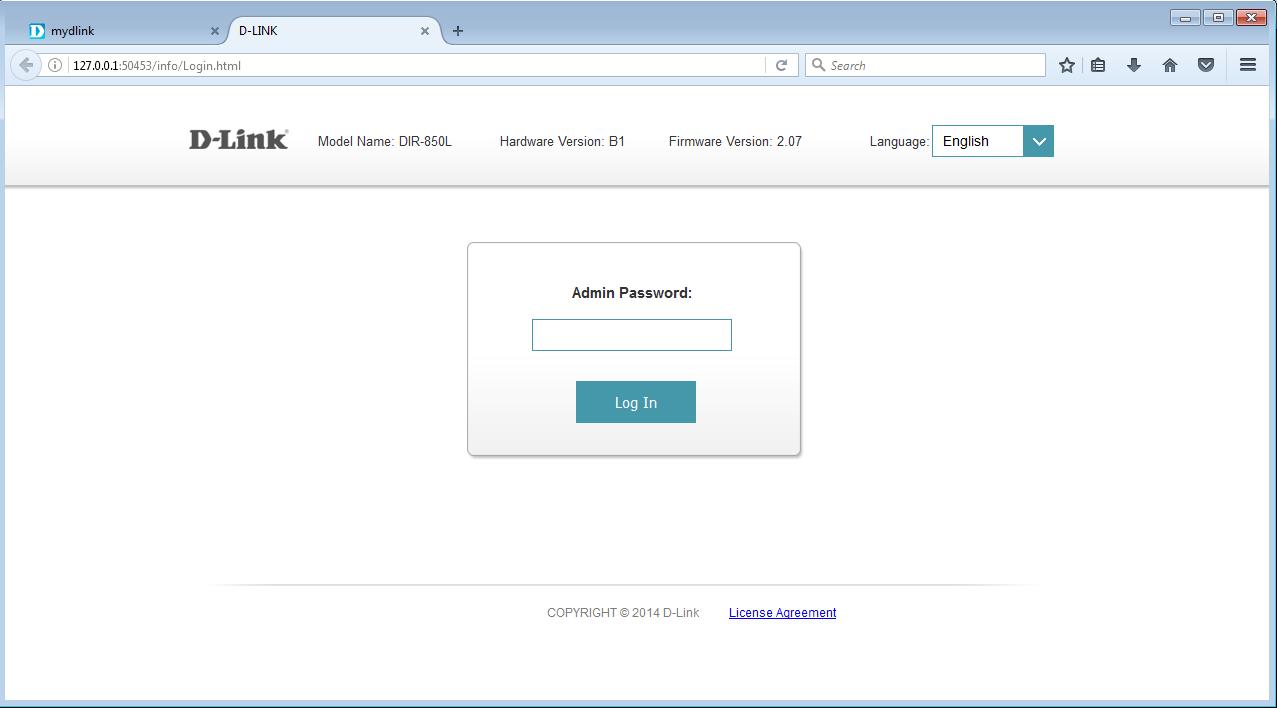 mydlink
D-LINK
127.0.0.1:50453/info/Login.html
Search
D-Link
Model Name: DIR-850L
Hardware Version: B1
Firmware Version: 2.07
Language: English
Admin Password:
Log In
COPYRIGHT © 2014 D-Link
License Agreement